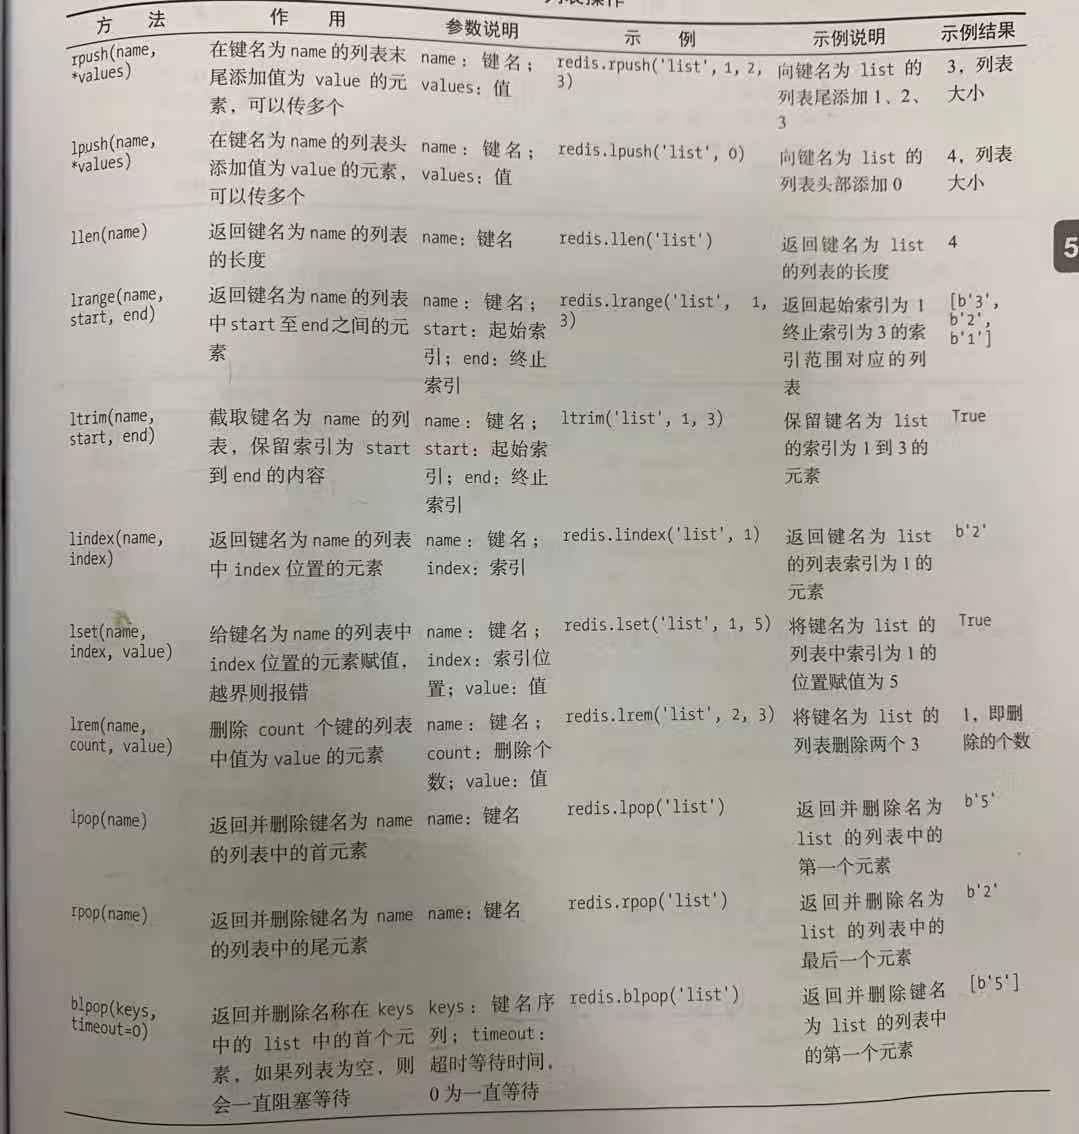 列表操作
方 法 作 用 参数说明 示 例 示例说明 示例结果
rpush(name, 在键名为 name 的列表末 name：键名； redis.rpush('list', 1, 2, 向键名为 list 的 3，列表
*values) 尾添加值为 value 的元 values：值 3) 列表尾添加 1、2、 大小
素，可以传多个 3
lpush(name, 在键名为 name 的列表头 name：键名； redis.lpush('list', 0) 向键名为 list 的 4，列表
*values) 添加值为 value 的元素， values：值 列表头部添加 0 大小
可以传多个
llen(name) 返回键名为 name 的列表 name：键名 redis.llen('list') 返回键名为 list 4
的长度 的列表的长度
5
lrange(name, 返回键名为 name 的列表 name：键名； redis.lrange('list', 1, 返回起始索引为 1 [b'3',
start, end) 中 start 至 end 之间的元 start：起始索 3) 终止索引为 3 的索 b'2',
素 引；end：终止 引范围对应的列 b'1']
索引 表
ltrim(name, 截取键名为 name 的列 name：键名； ltrim('list', 1, 3) 保留键名为 list True
start, end) 表，保留索引为 start start：起始索 的索引为 1 到 3 的
到 end 的内容 引；end：终止 元素
索引
lindex(name, 返回键名为 name 的列表 name：键名； redis.lindex('list', 1) 返回键名为 list b'2'
index) 中 index 位置的元素 index：索引 的列表索引为 1 的
元素
lset(name, 给键名为 name 的列表中 name：键名； redis.lset('list', 1, 5) 将键名为 list 的 True
index, value) index 位置的元素赋值， index：索引位 列表中索引为 1 的
越界则报错 置；value：值 位置赋值为 5
lrem(name, 删除 count 个键的列表 name：键名； redis.lrem('list', 2, 3) 将键名为 list 的 1，即删
count, value) 中值为 value 的元素 count：删除个 列表删除两个 3 除的个数
数；value：值
lpop(name) 返回并删除键名为 name name：键名 redis.lpop('list') 返回并删除名为 b'5'
的列表中的首元素 list 的列表中的
第一个元素
rpop(name) 返回并删除键名为 name name：键名 redis.rpop('list') 返回并删除名为 b'2'
的列表中的尾元素 list 的列表中的
最后一个元素
blpop(keys, 返回并删除名称在 keys keys：键名序 redis.blpop('list') 返回并删除键名 [b'5']
timeout=0) 中的 list 中的首个元 列；timeout： 为 list 的列表中
素，如果列表为空，则 超时等待时间， 的第一个元素
会一直阻塞等待 0 为一直等待